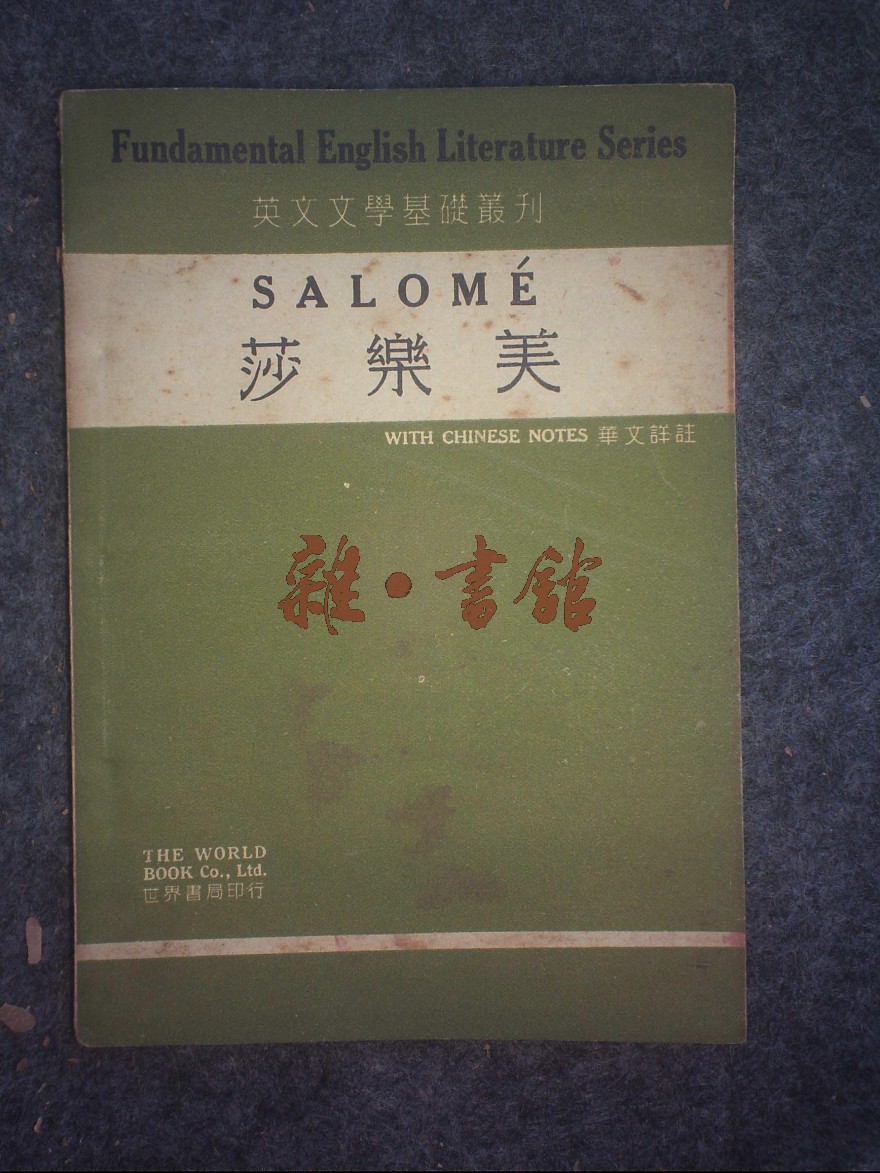 Fundamental English Literature Series
英文文學基礎叢刊
SALOMÉ
莎樂美
WITH CHINESE NOTES 華文詳註
雜·書館
THE WORLD
BOOK Co., Ltd.
世界書局印行